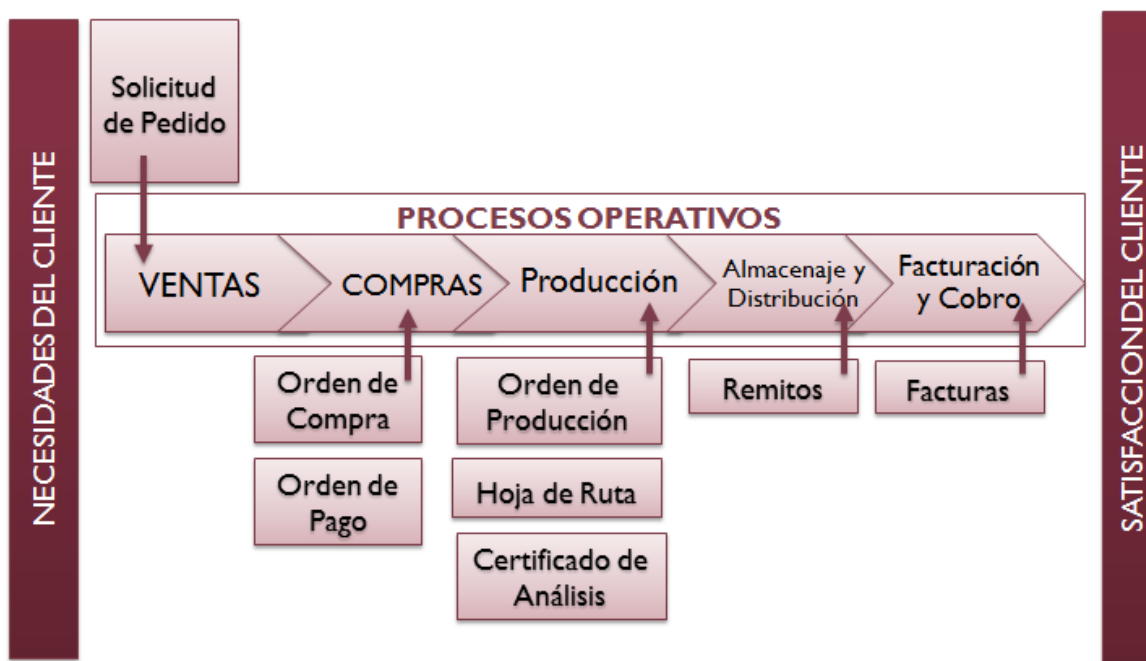 NECESIDADES DEL CLIENTE
Solicitud
de Pedido
PROCESOS OPERATIVOS
VENTAS
COMPRAS
Producción
Almacenaje y
Distribución
Facturación
y Cobro
Orden de
Compra
Orden de
Pago
Orden de
Producción
Hoja de Ruta
Certificado de
Análisis
Remitos
Facturas
SATISFACCION DEL CLIENTE